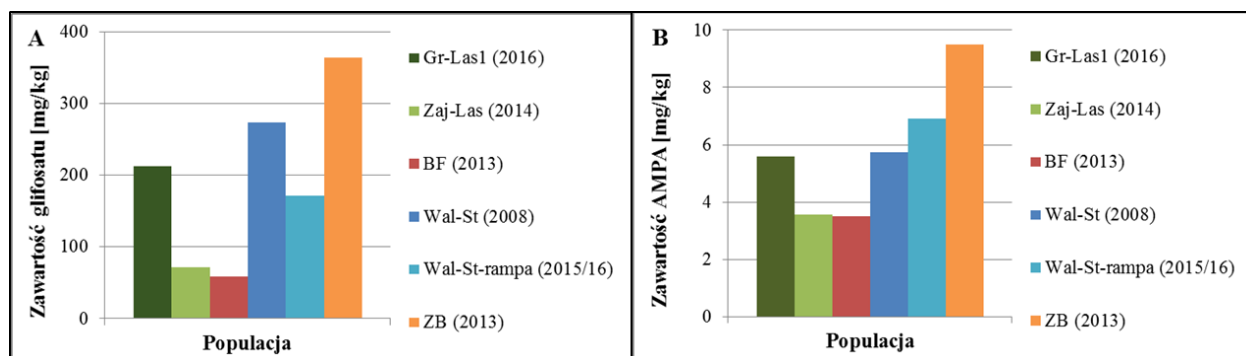 A
Zawartość glifosatu [mg/kg]
400
300
200
100
0
Populacja
Gr-Las1 (2016)
Zaj-Las (2014)
BF (2013)
Wal-St (2008)
Wal-St-rampa (2015/16)
ZB (2013)
B
Zawartość AMPA [mg/kg]
10
8
6
4
2
0
Populacja
Gr-Las1 (2016)
Zaj-Las (2014)
BF (2013)
Wal-St (2008)
Wal-St-rampa (2015/16)
ZB (2013)